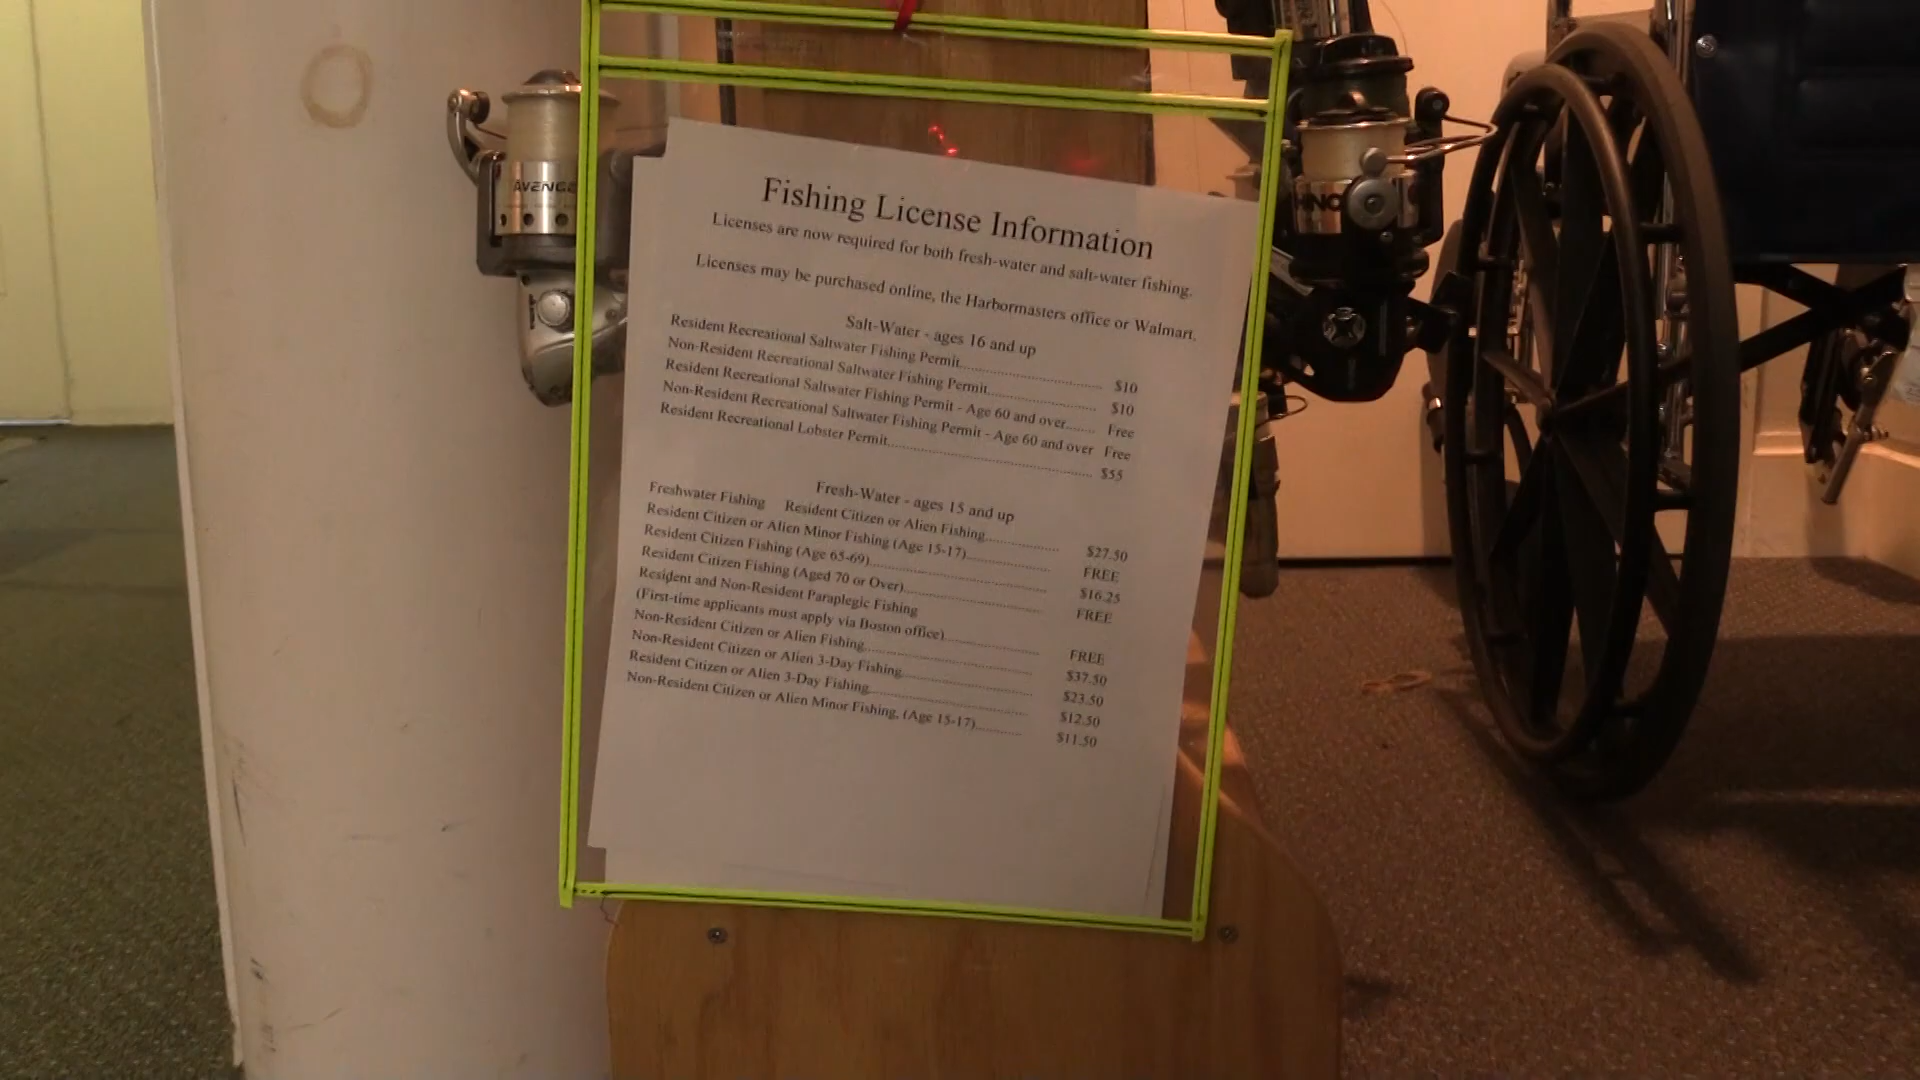 Fishing License Information
Licenses are now required for both fresh-water and salt-water fishing.
Licenses may be purchased online, the Harbormasters office or Walmart.
Salt-Water - ages 16 and up
Resident Recreational Saltwater Fishing Permit................................ $10
Non-Resident Recreational Saltwater Fishing Permit........................ $10
Resident Recreational Saltwater Fishing Permit - Age 60 and over........ Free
Non-Resident Recreational Saltwater Fishing Permit - Age 60 and over Free
Resident Recreational Lobster Permit................................................ $55
Fresh-Water - ages 15 and up
Freshwater Fishing Resident Citizen or Alien Fishing.................. $27.50
Resident Citizen or Alien Minor Fishing (Age 15-17)..................... FREE
Resident Citizen Fishing (Age 65-69)............................................ $16.25
Resident Citizen Fishing (Aged 70 or Over)................................... FREE
Resident and Non-Resident Paraplegic Fishing
(First-time applicants must apply via Boston office)....................... FREE
Non-Resident Citizen or Alien Fishing.......................................... $37.50
Non-Resident Citizen or Alien 3-Day Fishing................................. $23.50
Resident Citizen or Alien 3-Day Fishing........................................ $12.50
Non-Resident Citizen or Alien Minor Fishing, (Age 15-17)........... $11.50
AVENGE
HNO